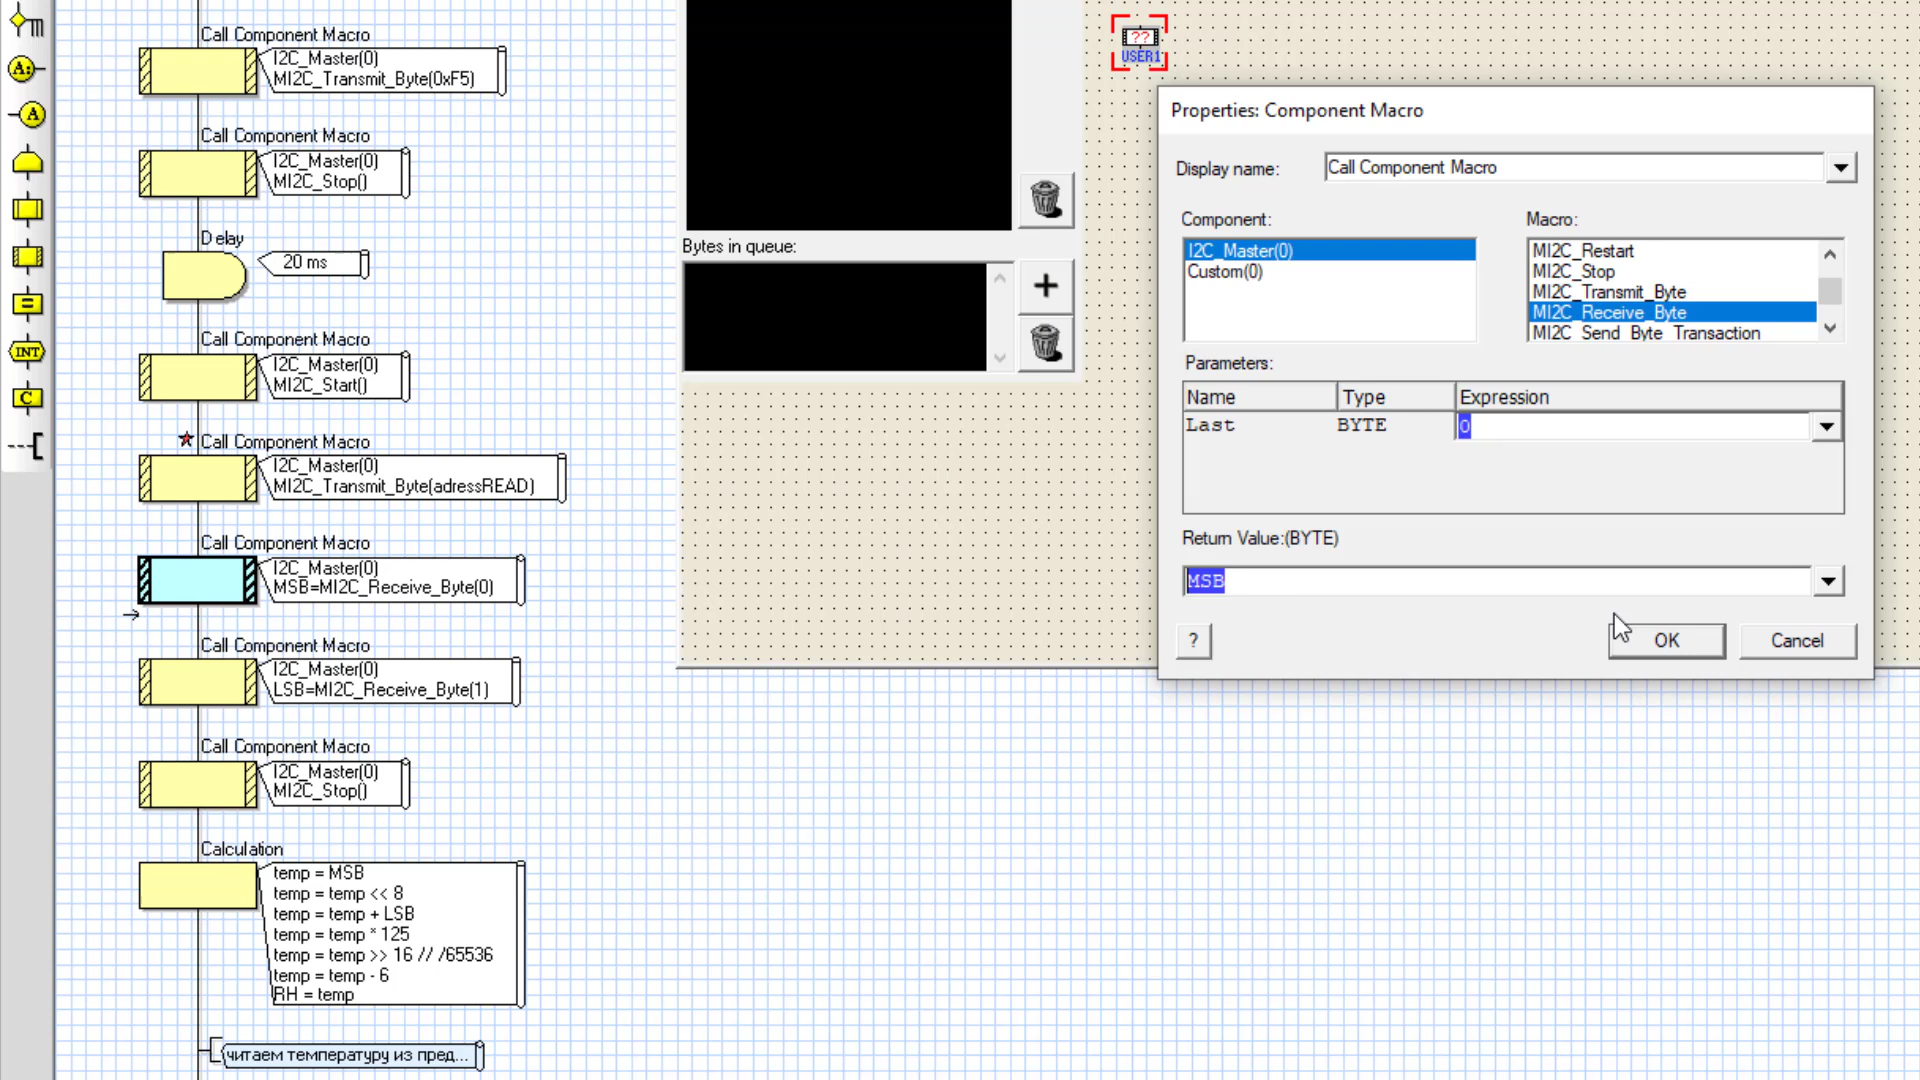 Call Component Macro
I2C_Master(0)
MI2C_Transmit_Byte(0xF5)
Call Component Macro
I2C_Master(0)
MI2C_Stop()
Delay
20 ms
Call Component Macro
I2C_Master(0)
MI2C_Start()
Call Component Macro
I2C_Master(0)
MI2C_Transmit_Byte(adressREAD)
Call Component Macro
I2C_Master(0)
MSB=MI2C_Receive_Byte(0)
Call Component Macro
I2C_Master(0)
LSB=MI2C_Receive_Byte(1)
Call Component Macro
I2C_Master(0)
MI2C_Stop()
Calculation
temp = MSB
temp = temp << 8
temp = temp + LSB
temp = temp * 125
temp = temp >> 16 // /65536
temp = temp - 6
RH = temp
читаем температуру из пред...
A:
A
INT
C
Bytes in queue:
+
??
USER1
Properties: Component Macro
Display name:
Call Component Macro
Component:
I2C_Master(0)
Custom(0)
Macro:
MI2C_Restart
MI2C_Stop
MI2C_Transmit_Byte
MI2C_Receive_Byte
MI2C_Send_Byte_Transaction
Parameters:
Name Type Expression
Last BYTE 0
Return Value:(BYTE)
MSB
?
OK
Cancel